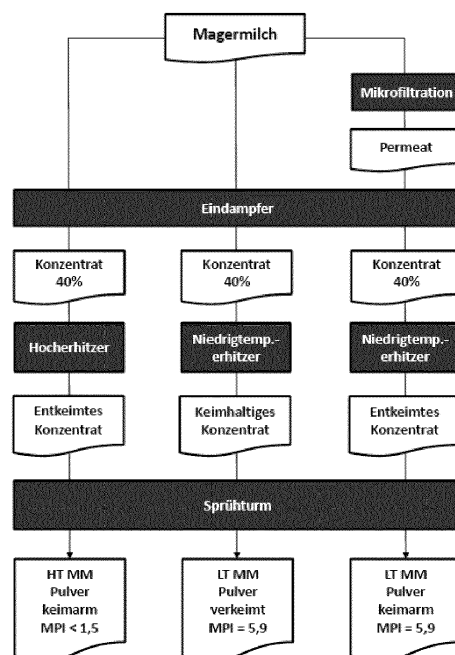 Magermilch
Mikrofiltration
Permeat
Eindampfer
Konzentrat
40%
Konzentrat
40%
Konzentrat
40%
Hocherhitzer
Niedrigtemp.-
erhitzer
Niedrigtemp.-
erhitzer
Entkeimtes
Konzentrat
Keimhaltiges
Konzentrat
Entkeimtes
Konzentrat
Sprühturm
HT MM
Pulver
keimarm
MPI < 1,5
LT MM
Pulver
verkeimt
MPI = 5,9
LT MM
Pulver
keimarm
MPI = 5,9